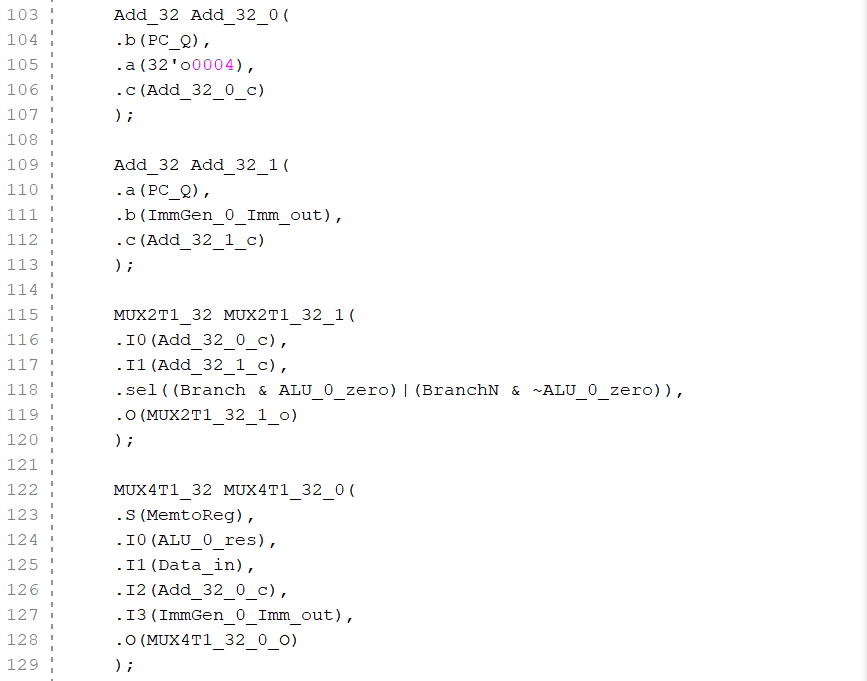 103 Add_32 Add_32_0(
104 .b(PC_Q),
105 .a(32'o0004),
106 .c(Add_32_0_c)
107 );
108
109 Add_32 Add_32_1(
110 .a(PC_Q),
111 .b(ImmGen_0_Imm_out),
112 .c(Add_32_1_c)
113 );
114
115 MUX2T1_32 MUX2T1_32_1(
116 .I0(Add_32_0_c),
117 .I1(Add_32_1_c),
118 .sel((Branch & ALU_0_zero)|(BranchN & ~ALU_0_zero)),
119 .O(MUX2T1_32_1_o)
120 );
121
122 MUX4T1_32 MUX4T1_32_0(
123 .S(MemtoReg),
124 .I0(ALU_0_res),
125 .I1(Data_in),
126 .I2(Add_32_0_c),
127 .I3(ImmGen_0_Imm_out),
128 .O(MUX4T1_32_0_O)
129 );